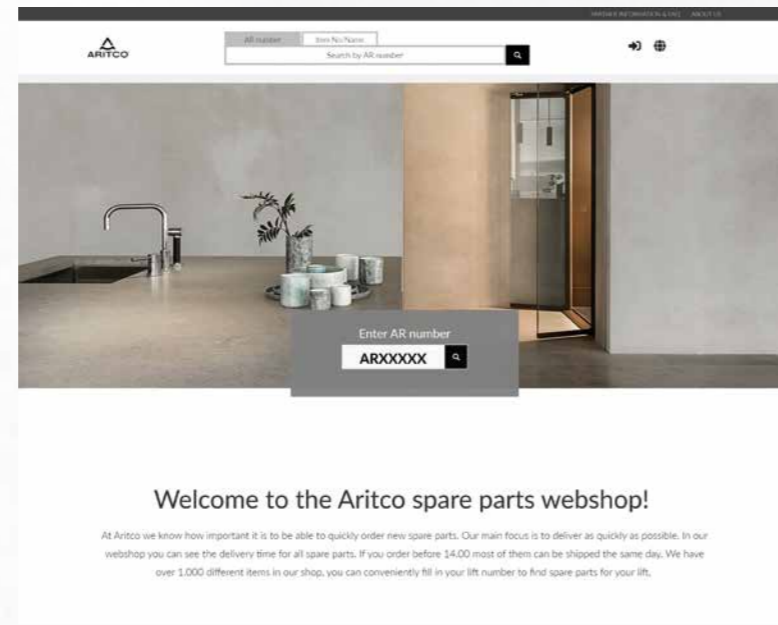 PARTNER INFORMATION & FAQ ABOUT US
ARITCO
AR number Item No/Name
Search by AR number
Enter AR number
ARXXXXX
Welcome to the Aritco spare parts webshop!
At Aritco we know how important it is to be able to quickly order new spare parts. Our main focus is to deliver as quickly as possible. In our
webshop you can see the delivery time for all spare parts. If you order before 14.00 most of them can be shipped the same day. We have
over 1.000 different items in our shop, you can conveniently fill in your lift number to find spare parts for your lift.